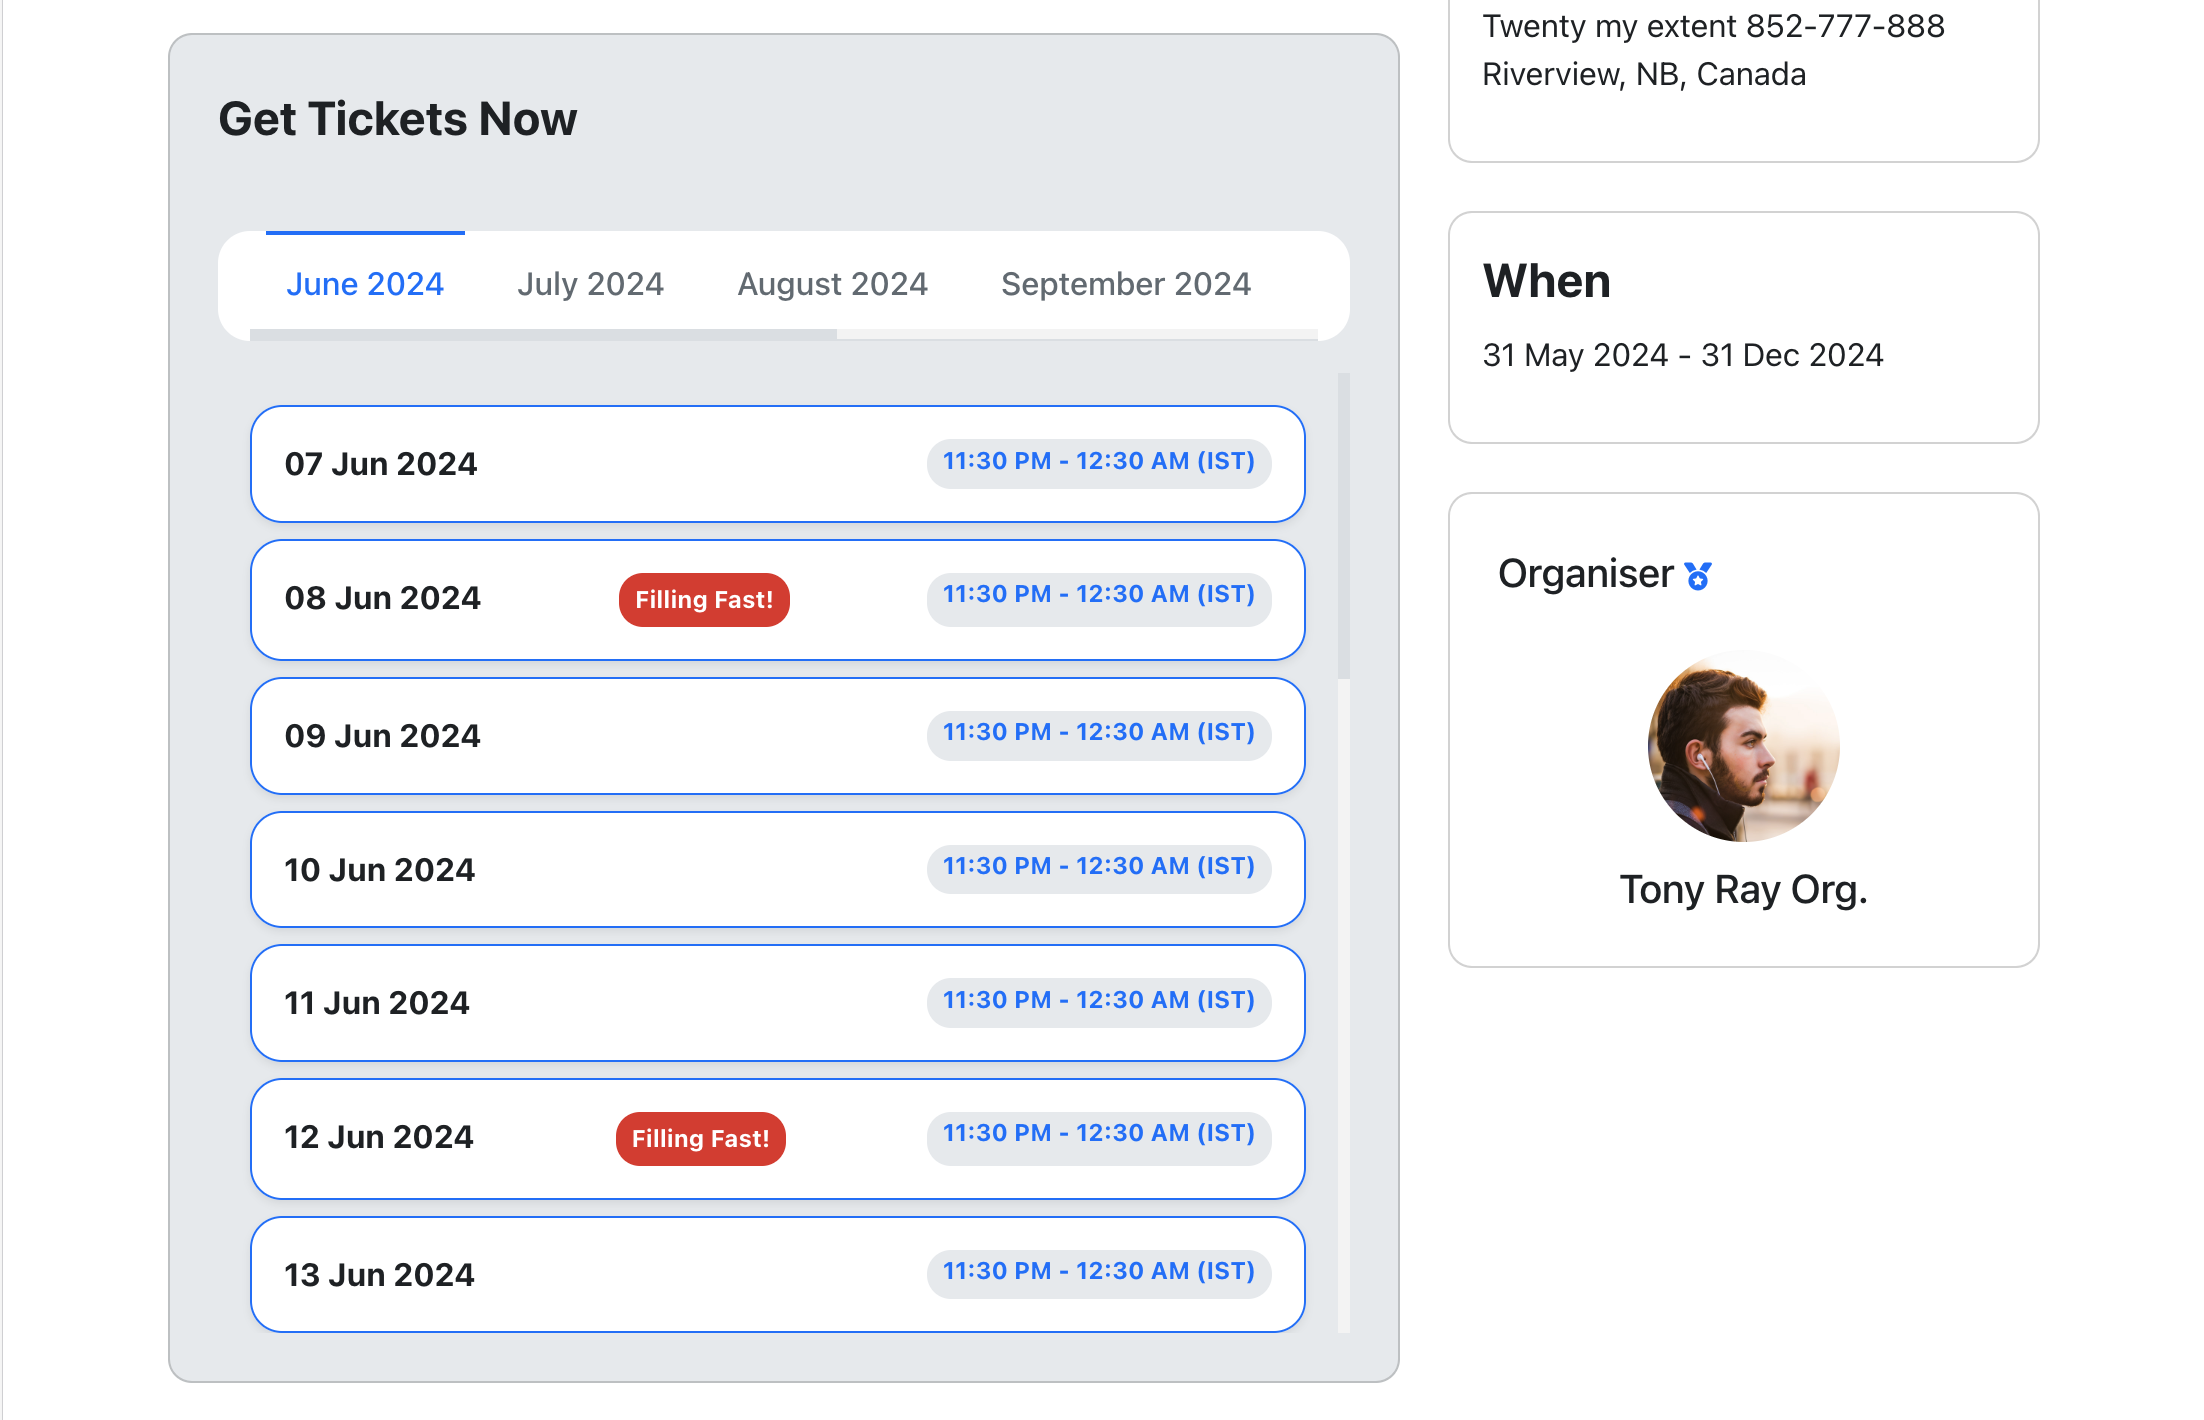 Get Tickets Now
June 2024 July 2024 August 2024 September 2024
07 Jun 2024 11:30 PM - 12:30 AM (IST)
08 Jun 2024 Filling Fast! 11:30 PM - 12:30 AM (IST)
09 Jun 2024 11:30 PM - 12:30 AM (IST)
10 Jun 2024 11:30 PM - 12:30 AM (IST)
11 Jun 2024 11:30 PM - 12:30 AM (IST)
12 Jun 2024 Filling Fast! 11:30 PM - 12:30 AM (IST)
13 Jun 2024 11:30 PM - 12:30 AM (IST)
Twenty my extent 852-777-888
Riverview, NB, Canada
When
31 May 2024 - 31 Dec 2024
Organiser
Tony Ray Org.